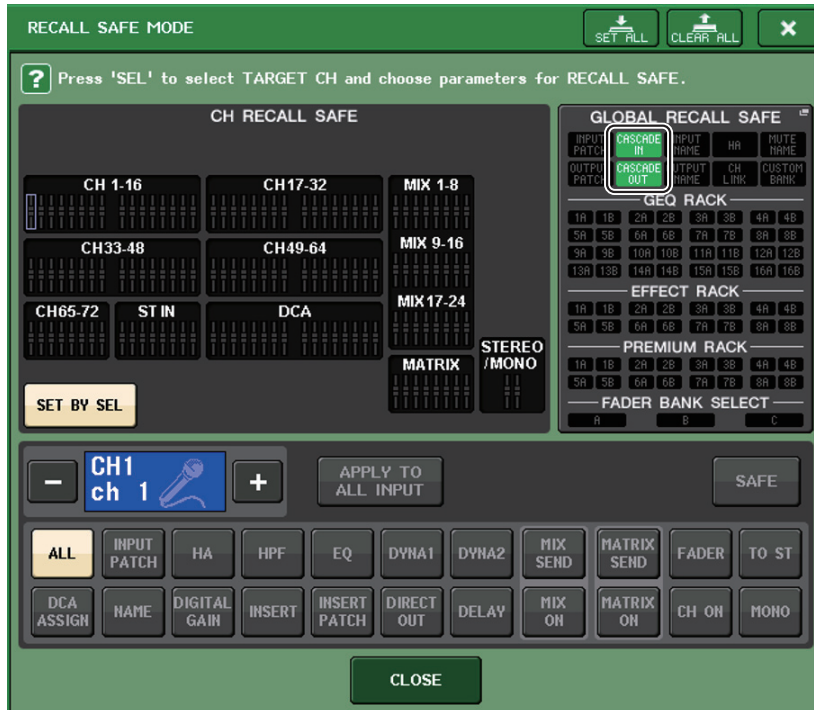 RECALL SAFE MODE
SET ALL
CLEAR ALL
? Press 'SEL' to select TARGET CH and choose parameters for RECALL SAFE.
CH RECALL SAFE
CH 1-16
CH17-32
MIX 1-8
CH33-48
CH49-64
MIX 9-16
CH65-72
ST IN
DCA
MIX17-24
MATRIX
STEREO
/MONO
SET BY SEL
GLOBAL RECALL SAFE
INPUT PATCH
CASCADE IN
INPUT NAME
HA
MUTE NAME
OUTPUT PATCH
CASCADE OUT
OUTPUT NAME
CH LINK
CUSTOM BANK
GEQ RACK
1A 1B 2A 2B 3A 3B 4A 4B
5A 5B 6A 6B 7A 7B 8A 8B
9A 9B 10A 10B 11A 11B 12A 12B
13A 13B 14A 14B 15A 15B 16A 16B
EFFECT RACK
1A 1B 2A 2B 3A 3B 4A 4B
5A 5B 6A 6B 7A 7B 8A 8B
PREMIUM RACK
1A 1B 2A 2B 3A 3B 4A 4B
5A 5B 6A 6B 7A 7B 8A 8B
FADER BANK SELECT
A B C
CH1
ch 1
APPLY TO
ALL INPUT
SAFE
ALL
INPUT PATCH
HA
HPF
EQ
DYNA1
DYNA2
MIX SEND
MATRIX SEND
FADER
TO ST
DCA ASSIGN
NAME
DIGITAL GAIN
INSERT
INSERT PATCH
DIRECT OUT
DELAY
MIX ON
MATRIX ON
CH ON
MONO
CLOSE